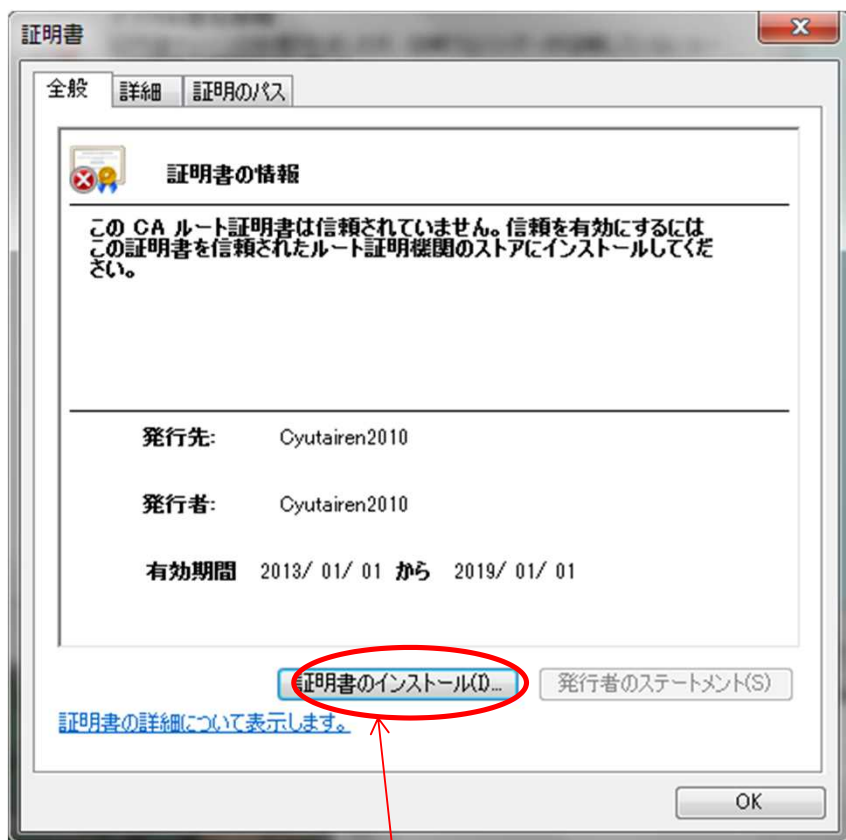 証明書
全般 詳細 証明のパス
証明書の情報
この CA ルート証明書は信頼されていません。信頼を有効にするには
この証明書を信頼されたルート証明機関のストアにインストールしてくだ
さい。
発行先: Cyutairen2010
発行者: Cyutairen2010
有効期間 2013/ 01/ 01 から 2019/ 01/ 01
証明書のインストール(I)... 発行者のステートメント(S)
証明書の詳細について表示します。
OK